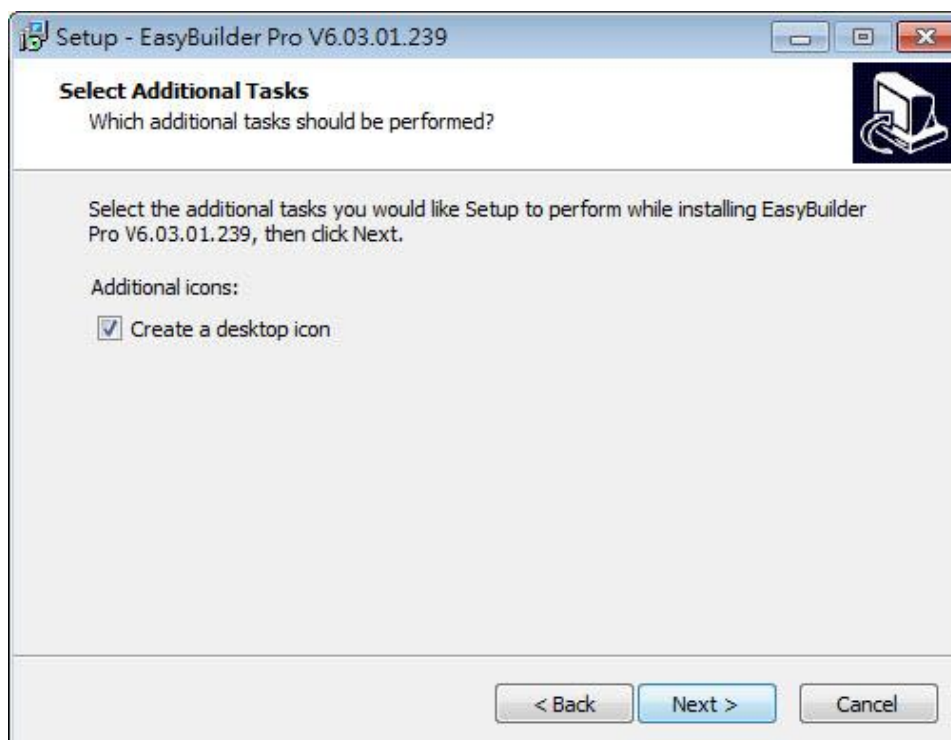 Setup - EasyBuilder Pro V6.03.01.239
Select Additional Tasks
Which additional tasks should be performed?
Select the additional tasks you would like Setup to perform while installing EasyBuilder
Pro V6.03.01.239, then click Next.
Additional icons:
Create a desktop icon
< Back Next > Cancel